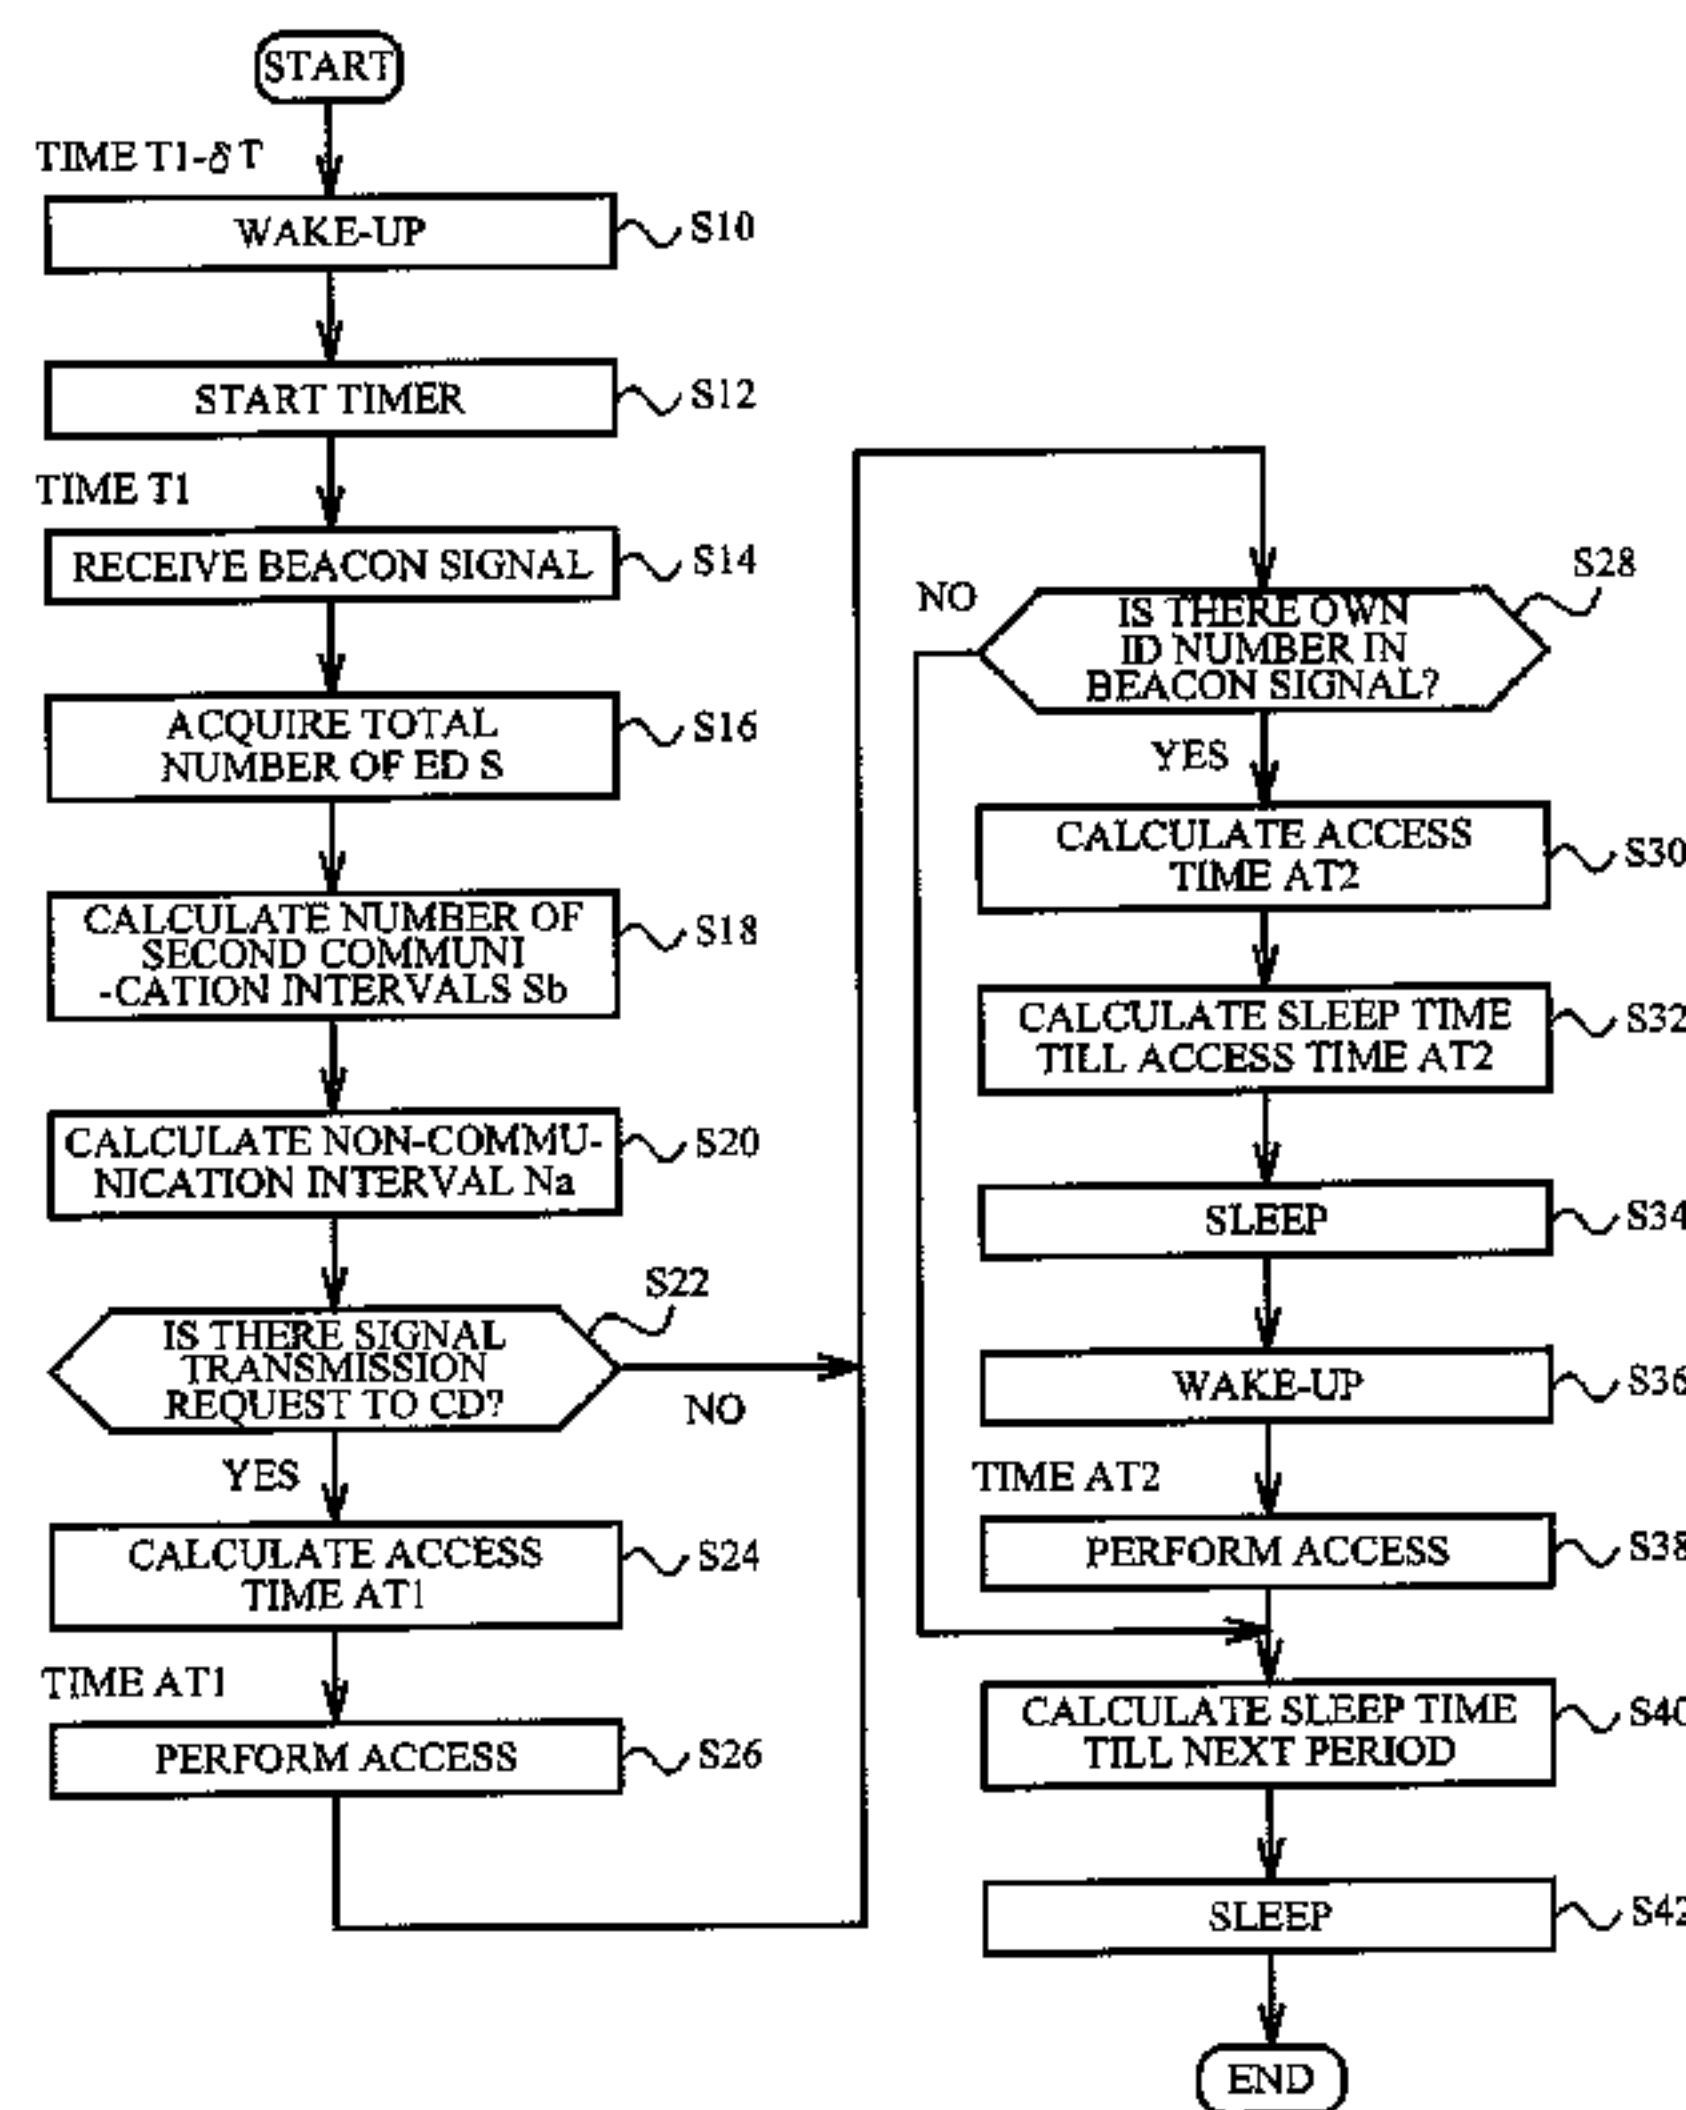 START
TIME T1-δT
WAKE-UP
S10
START TIMER
S12
TIME T1
RECEIVE BEACON SIGNAL
S14
ACQUIRE TOTAL
NUMBER OF ED S
S16
CALCULATE NUMBER OF
SECOND COMMUNI
-CATION INTERVALS Sb
S18
CALCULATE NON-COMMU-
NICATION INTERVAL Na
S20
S22
IS THERE SIGNAL
TRANSMISSION
REQUEST TO CD?
NO
YES
CALCULATE ACCESS
TIME AT1
S24
TIME AT1
PERFORM ACCESS
S26
S28
NO
IS THERE OWN
ID NUMBER IN
BEACON SIGNAL?
YES
CALCULATE ACCESS
TIME AT2
S30
CALCULATE SLEEP TIME
TILL ACCESS TIME AT2
S32
SLEEP
S34
WAKE-UP
S36
TIME AT2
PERFORM ACCESS
S38
CALCULATE SLEEP TIME
TILL NEXT PERIOD
S40
SLEEP
S42
END